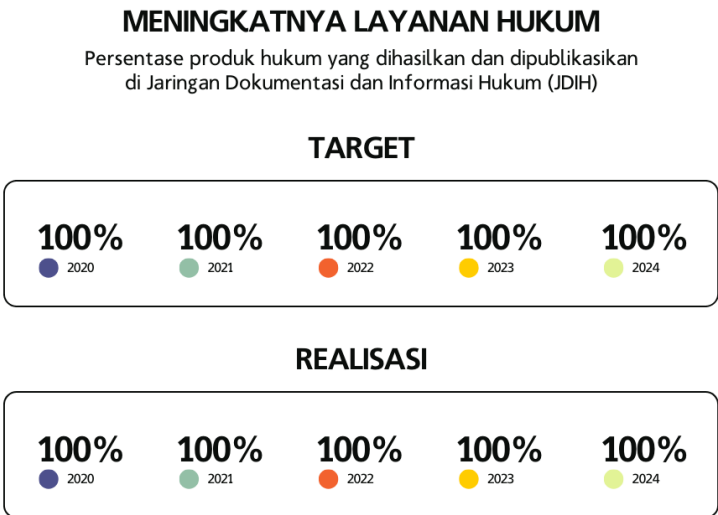 MENINGKATNYA LAYANAN HUKUM
Persentase produk hukum yang dihasilkan dan dipublikasikan
di Jaringan Dokumentasi dan Informasi Hukum (JDIH)
TARGET
100% 100% 100% 100% 100%
2020 2021 2022 2023 2024
REALISASI
100% 100% 100% 100% 100%
2020 2021 2022 2023 2024